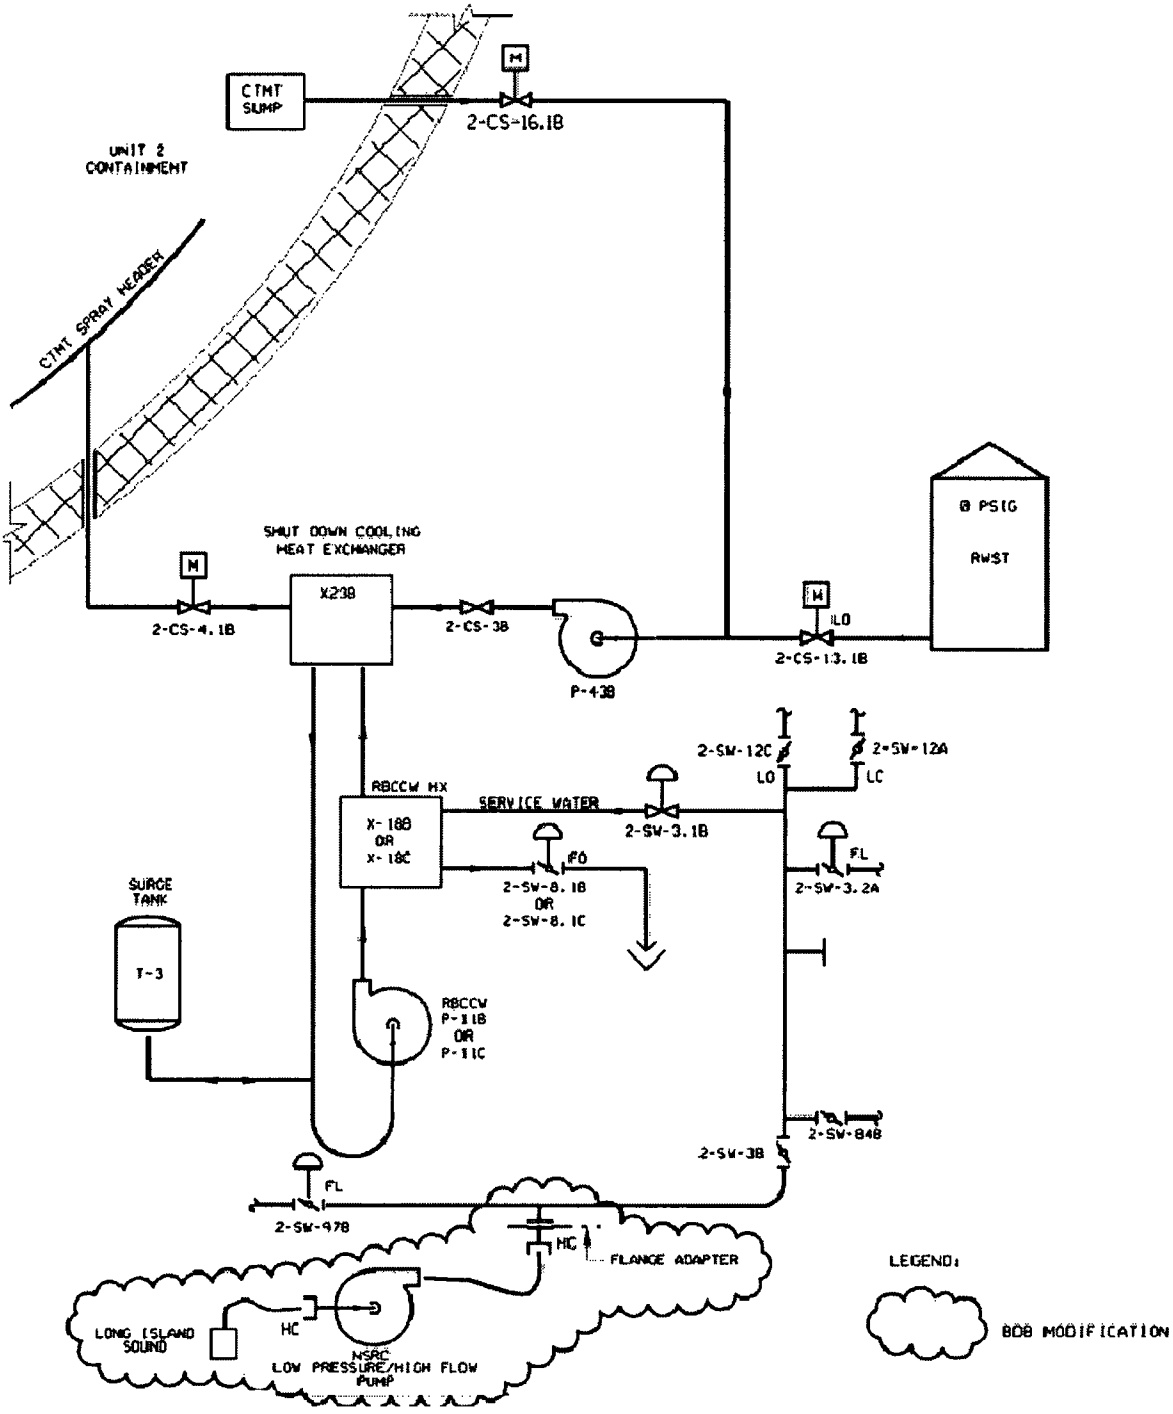 M
CTMT
SUMP
2-CS-16.1B
UNIT 2
CONTAINMENT
CTMT SPRAY HEADER
0 PSIG
RWST
SHUT DOWN COOLING
HEAT EXCHANGER
M
X23B
M
LO
2-CS-4.1B
2-CS-3B
2-CS-13.1B
P-43B
2-SW-12C
2-SW-12A
LO
LC
RBCCW HX
SERVICE WATER
X-18B
OR
X-18C
2-SW-3.1B
FO
FL
2-SW-8.1B
OR
2-SW-8.1C
2-SW-3.2A
SURGE
TANK
T-3
RBCCW
P-11B
OR
P-11C
2-SW-84B
2-SW-3B
FL
2-SW-97B
HC
FLANGE ADAPTER
LEGEND:
HC
LONG ISLAND
SOUND
NSRC
LOW PRESSURE/HIGH FLOW
PUMP
BDB MODIFICATION